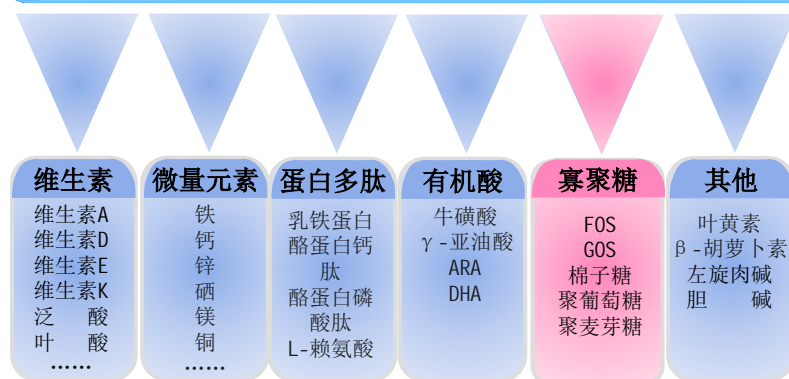 维生素
维生素A
维生素D
维生素E
维生素K
泛 酸
叶 酸
……
微量元素
铁
钙
锌
硒
镁
铜
……
蛋白多肽
乳铁蛋白
酪蛋白钙
肽
酪蛋白磷
酸肽
L-赖氨酸
有机酸
牛磺酸
γ-亚油酸
ARA
DHA
寡聚糖
FOS
GOS
棉子糖
聚葡萄糖
聚麦芽糖
其他
叶黄素
β-胡萝卜素
左旋肉碱
胆 碱